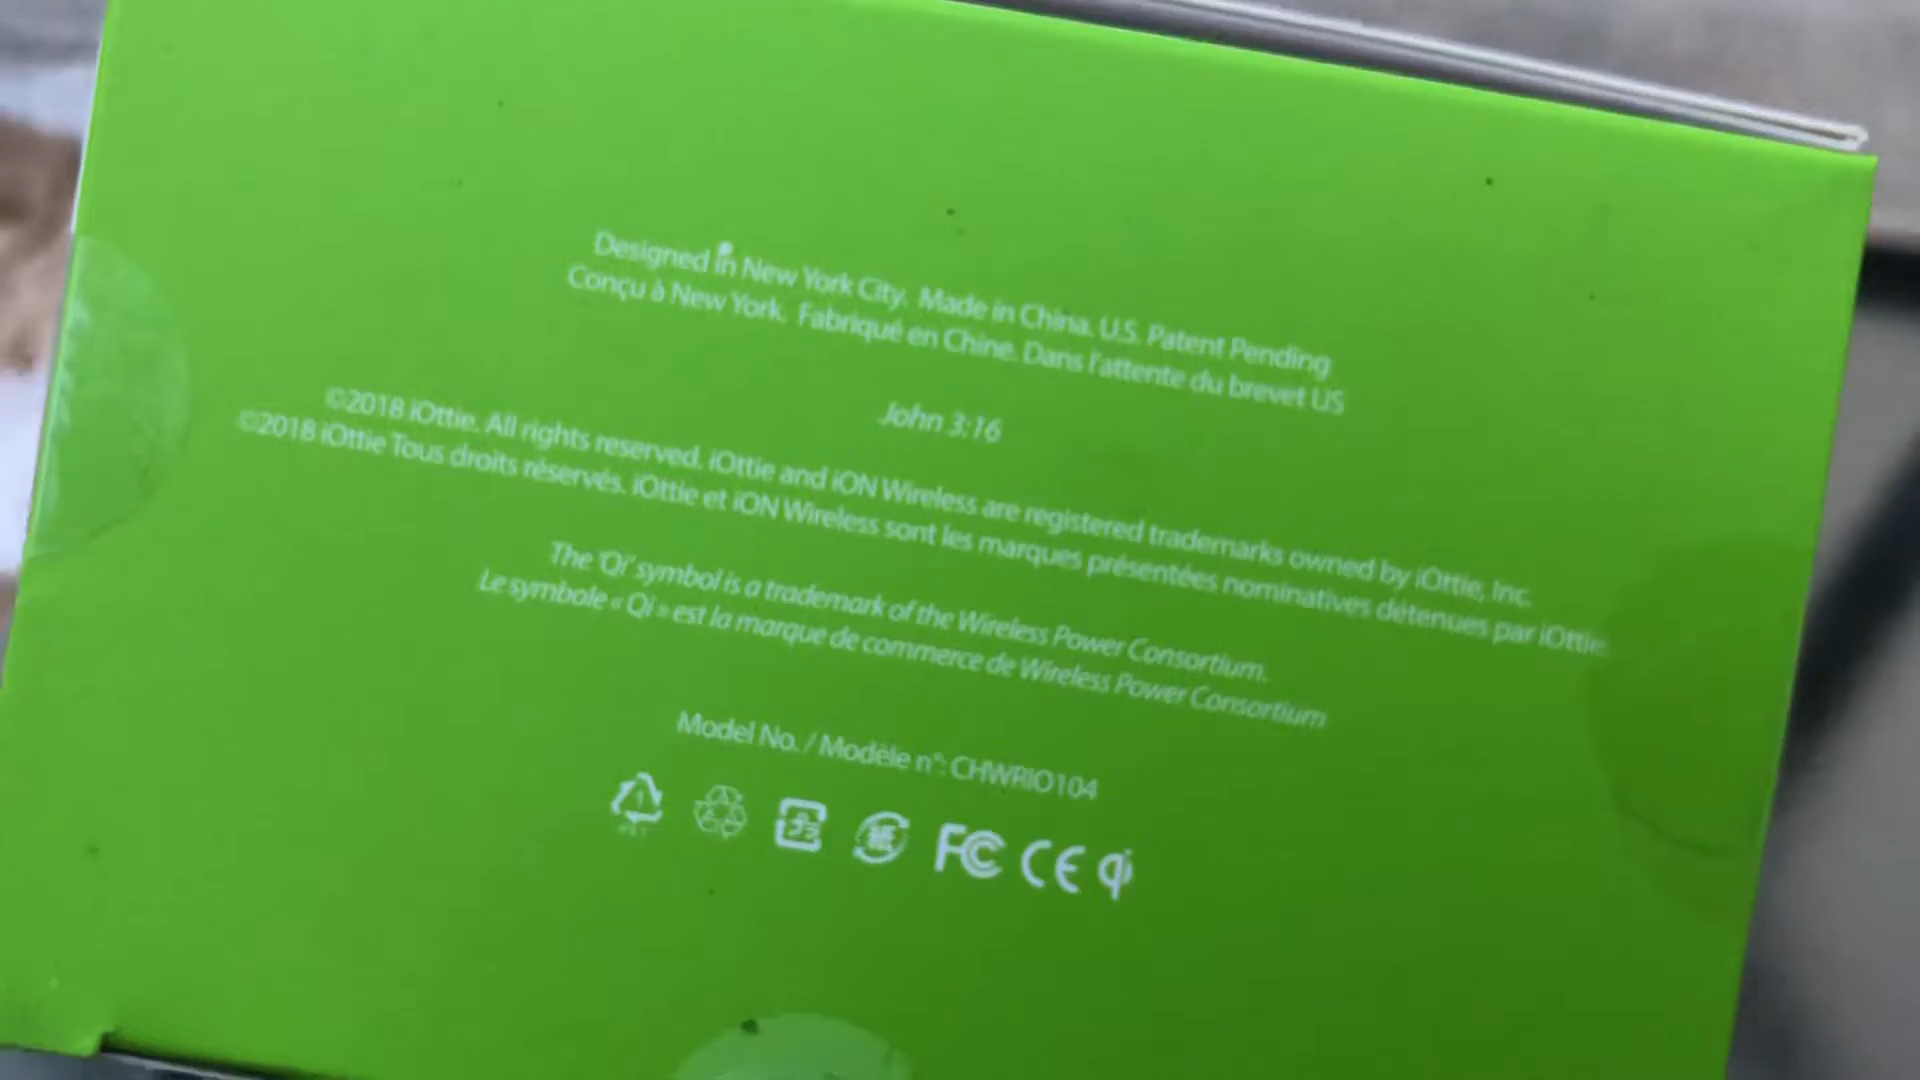 Designed in New York City. Made in China. U.S. Patent Pending
Conçu à New York. Fabriqué en Chine. Dans l'attente du brevet US
John 3:16
©2018 iOttie. All rights reserved. iOttie and iON Wireless are registered trademarks owned by iOttie, Inc.
©2018 iOttie Tous droits réservés. iOttie et iON Wireless sont les marques présentées nominatives détenues par iOttie.
The 'Qi' symbol is a trademark of the Wireless Power Consortium.
Le symbole « Qi » est la marque de commerce de Wireless Power Consortium
Model No. / Modèle n°: CHWRIO104
FC CE qi